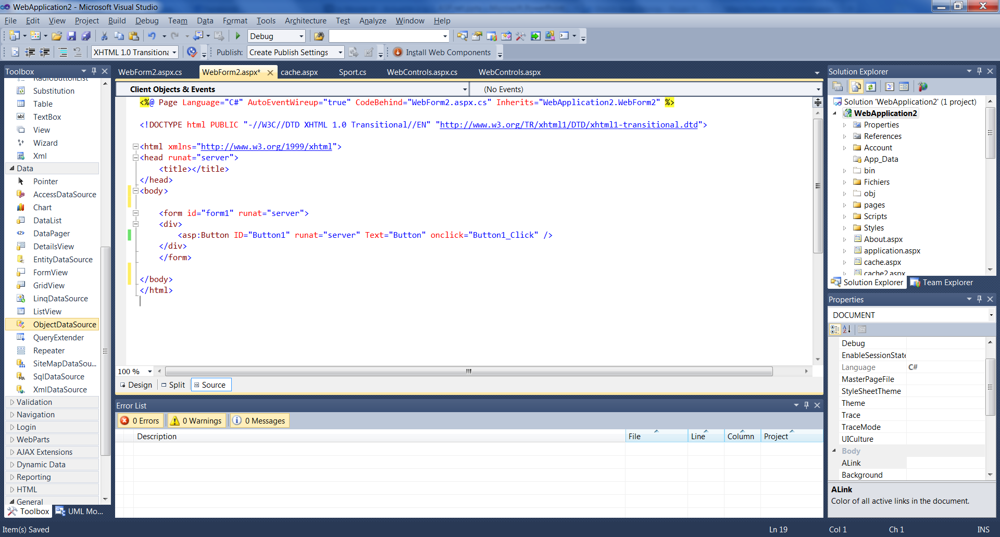 WebApplication2 - Microsoft Visual Studio
File Edit View Project Build Debug Team Data Format Tools Architecture Test Analyze Window Help
Debug
XHTML 1.0 Transitiona Publish: Create Publish Settings Install Web Components
Toolbox
RadioButtonList
Substitution
Table
TextBox
View
Wizard
Xml
Data
Pointer
AccessDataSource
Chart
DataList
DataPager
DetailsView
EntityDataSource
FormView
GridView
LinqDataSource
ListView
ObjectDataSource
QueryExtender
Repeater
SiteMapDataSou...
SqlDataSource
XmlDataSource
Validation
Navigation
Login
WebParts
AJAX Extensions
Dynamic Data
Reporting
HTML
General
Toolbox UML Mo...
WebForm2.aspx.cs WebForm2.aspx* cache.aspx Sport.cs WebControls.aspx.cs WebControls.aspx
Client Objects & Events (No Events)
<%@ Page Language="C#" AutoEventWireup="true" CodeBehind="WebForm2.aspx.cs" Inherits="WebApplication2.WebForm2" %>
<!DOCTYPE html PUBLIC "-//W3C//DTD XHTML 1.0 Transitional//EN" "http://www.w3.org/TR/xhtml1/DTD/xhtml1-transitional.dtd">
<html xmlns="http://www.w3.org/1999/xhtml">
<head runat="server">
<title></title>
</head>
<body>
<form id="form1" runat="server">
<div>
<asp:Button ID="Button1" runat="server" Text="Button" onclick="Button1_Click" />
</div>
</form>
</body>
</html>
100 %
Design Split Source
Error List
0 Errors 0 Warnings 0 Messages
Description File Line Column Project
Solution Explorer
Solution 'WebApplication2' (1 project)
WebApplication2
Properties
References
Account
App_Data
bin
Fichiers
obj
pages
Scripts
Styles
About.aspx
application.aspx
cache.aspx
cache2.aspx
Solution Explorer Team Explorer
Properties
DOCUMENT
Debug
EnableSessionState
Language C#
MasterPageFile
StyleSheetTheme
Theme
Trace
TraceMode
UICulture
Body
ALink
Background
ALink
Color of all active links in the document.
Item(s) Saved Ln 19 Col 1 Ch 1 INS